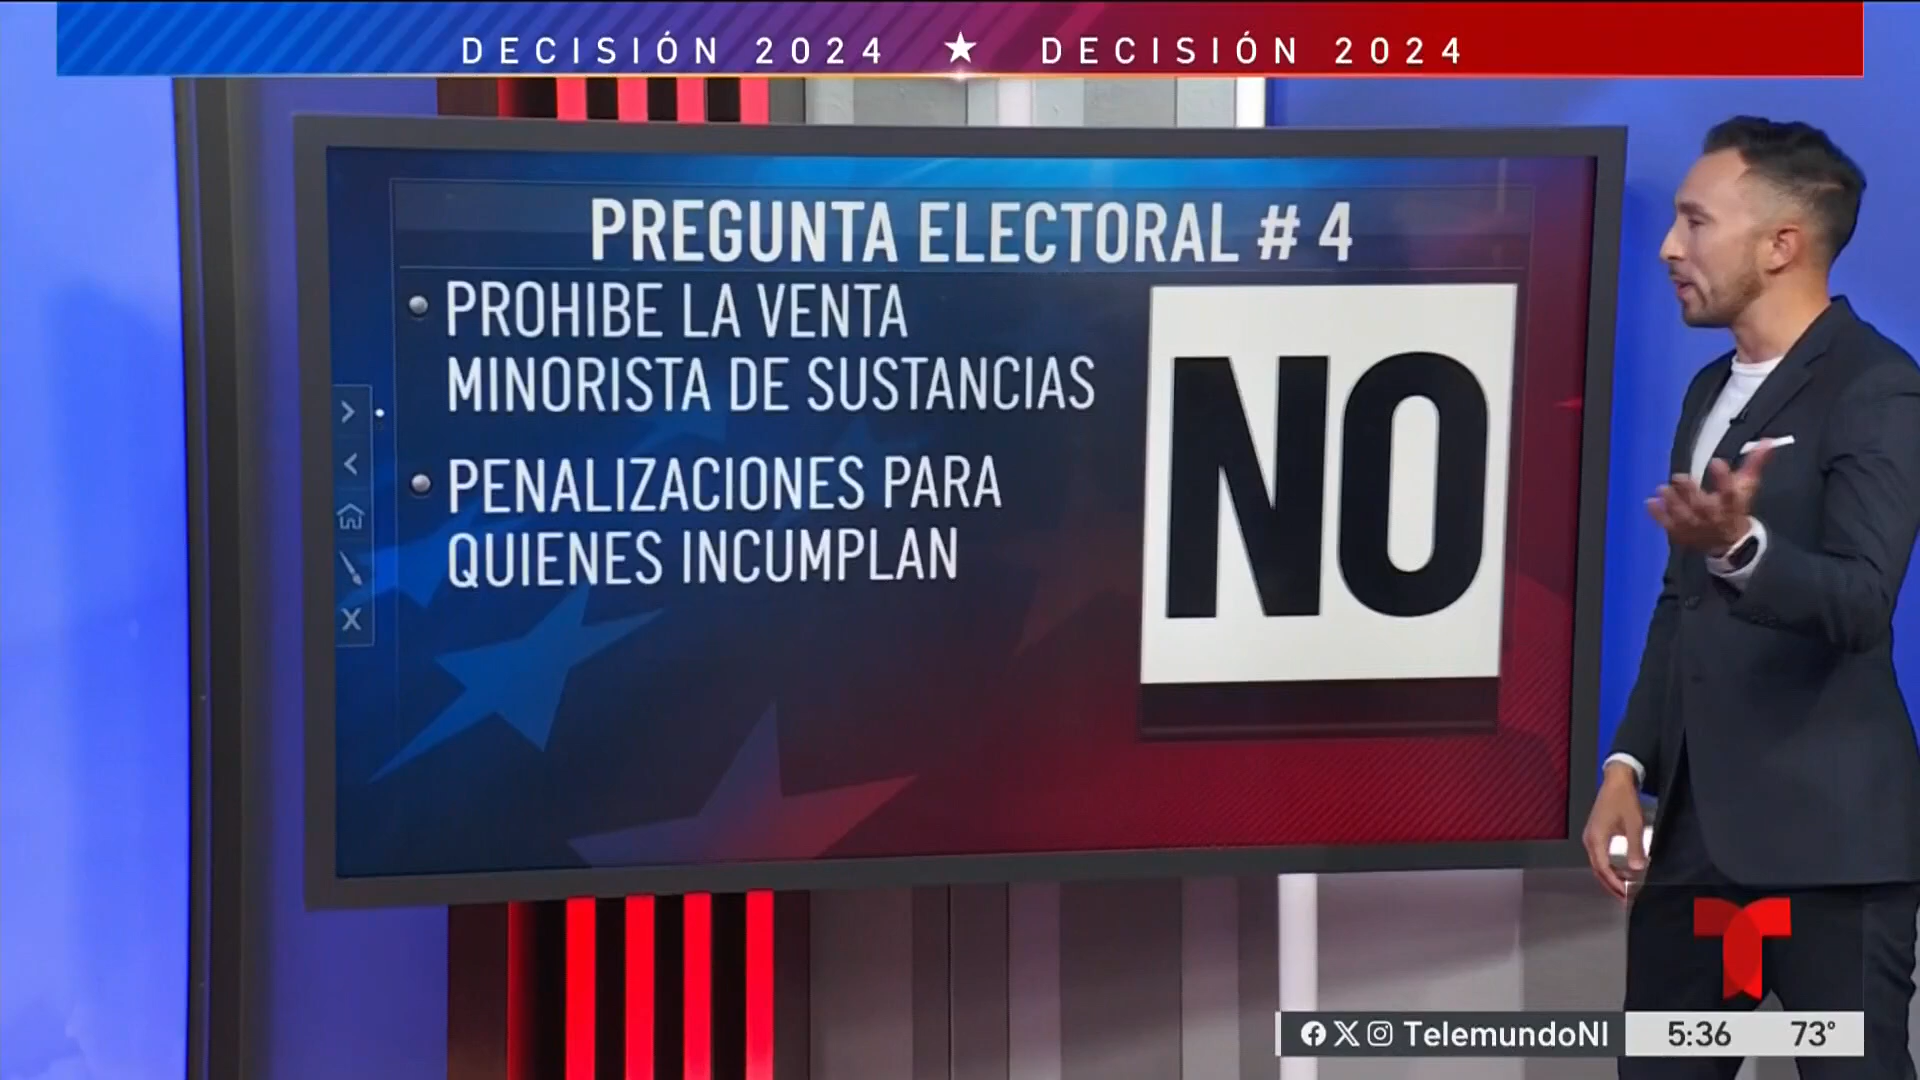 DECISIÓN 2024 ★ DECISIÓN 2024
PREGUNTA ELECTORAL # 4
PROHIBE LA VENTA
MINORISTA DE SUSTANCIAS
PENALIZACIONES PARA
QUIENES INCUMPLAN
NO
TelemundoNI
5:36 73°